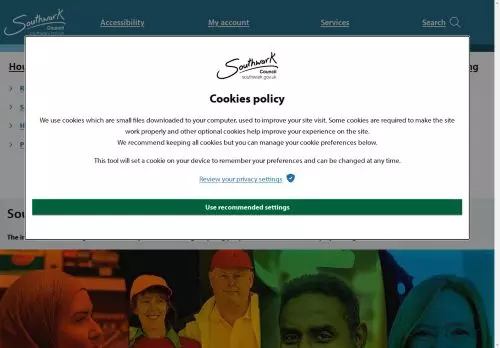 Southwark
Council
southwark.gov.uk
Accessibility
My account
Services
Search
Southwark
Council
southwark.gov.uk
Cookies policy
We use cookies which are small files downloaded to your computer, used to improve your site visit. Some cookies are required to make the
site work properly and other optional cookies help improve your experience on the site.
We recommend keeping all cookies but you can manage your cookie preferences below.
This tool will set a cookie on your device to remember your preferences and can be changed at any time.
Review your privacy settings
Use recommended settings